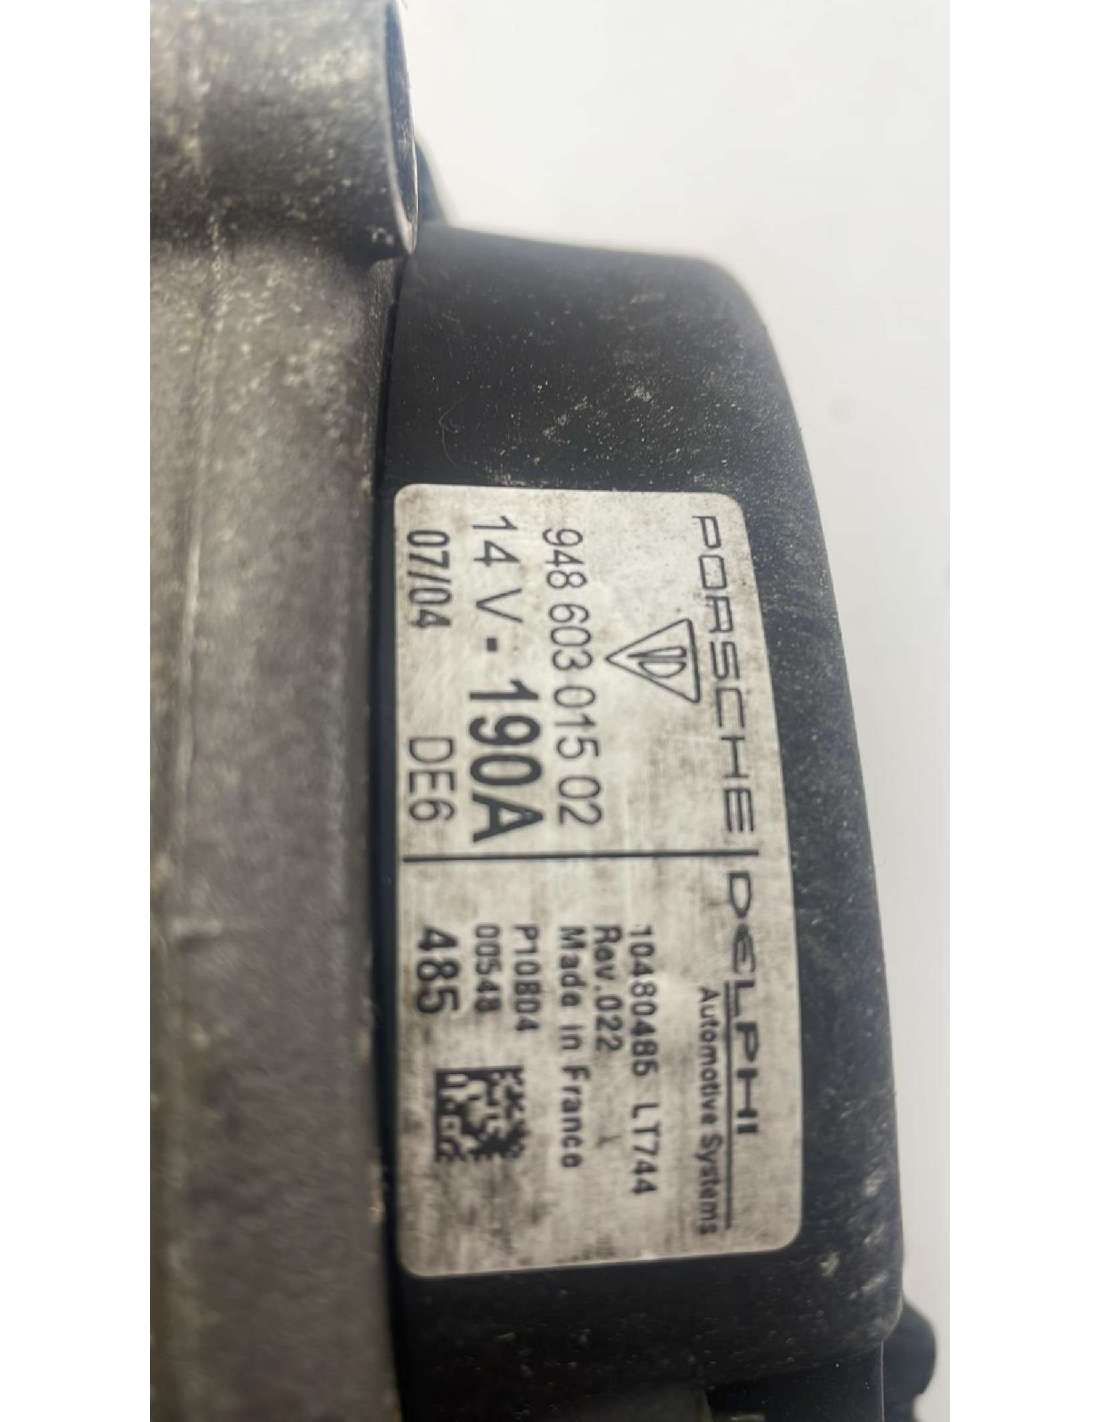 PORSCHE
948 603 015 02
14 V - 190A
07/04 DE6
DELPHI
Automotive Systems
10480485 LT744
Rev.022
Made in France
P10B04
00548
485